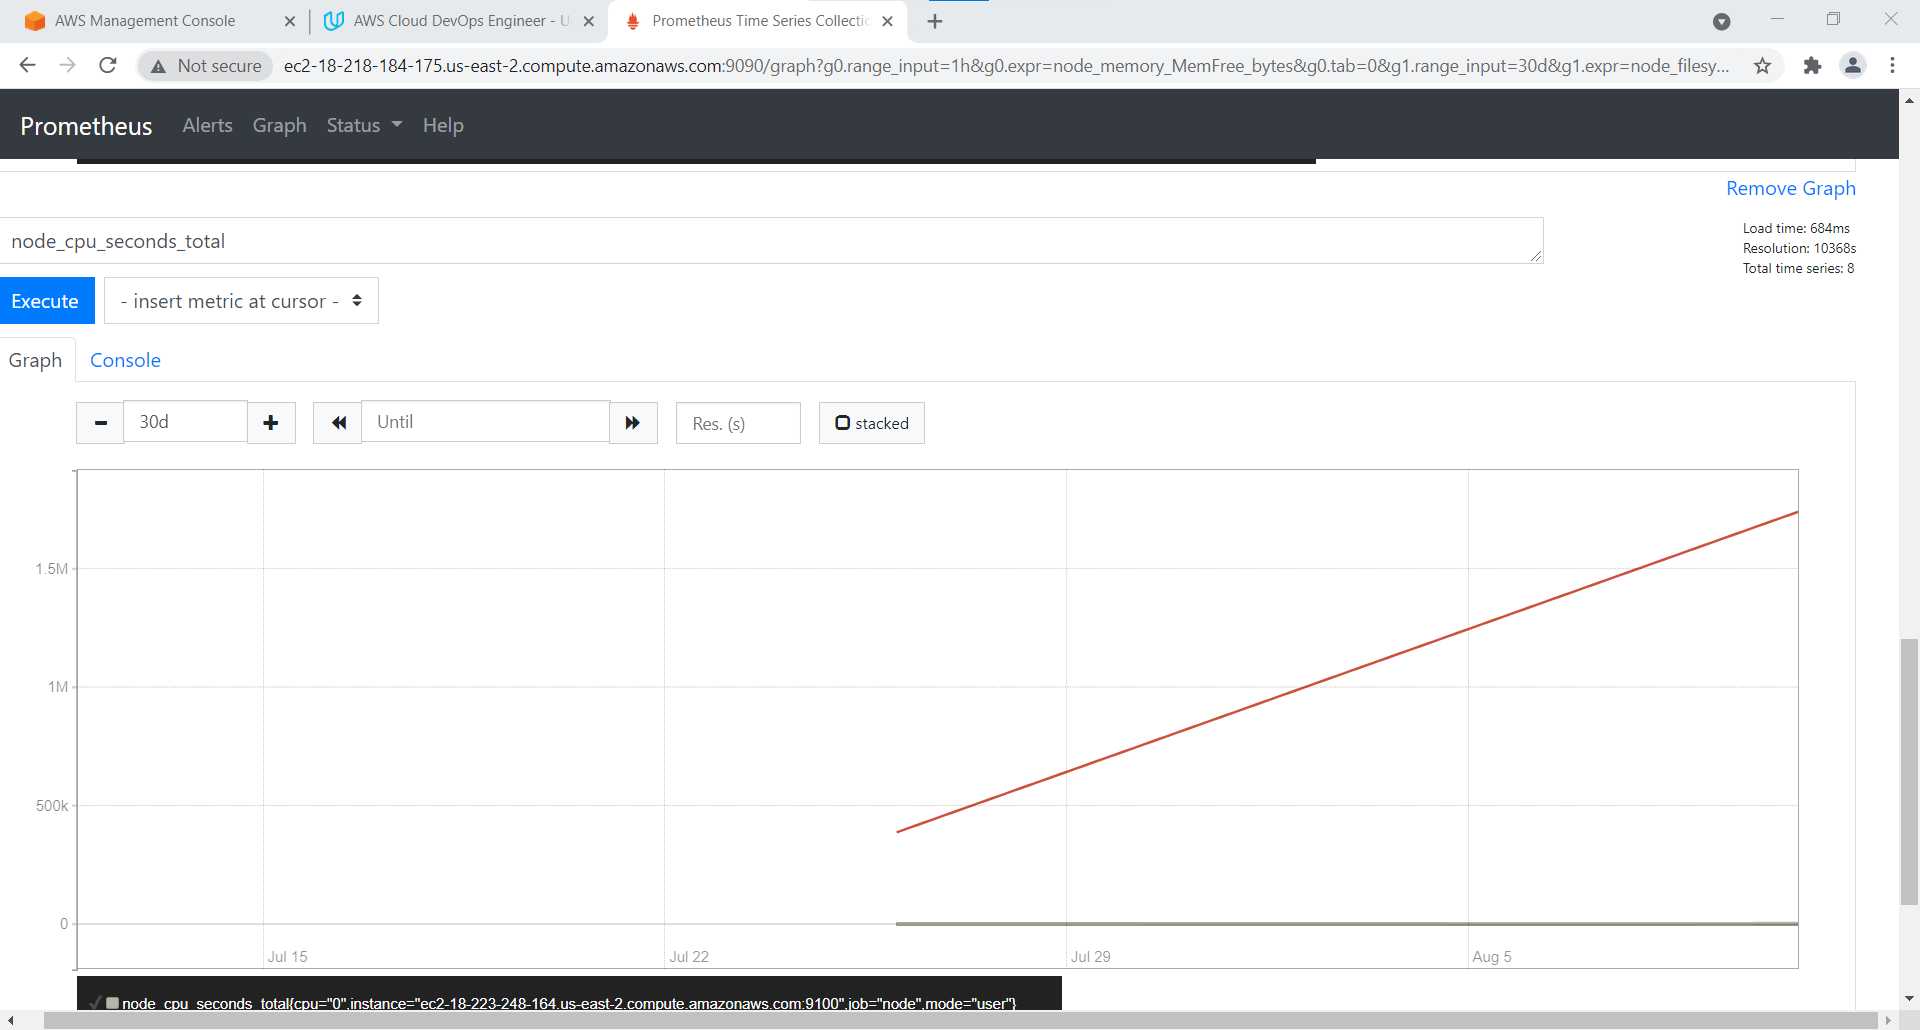 AWS Management Console
AWS Cloud DevOps Engineer - U
Prometheus Time Series Collectic
Not secure
ec2-18-218-184-175.us-east-2.compute.amazonaws.com:9090/graph?g0.range_input=1h&g0.expr=node_memory_MemFree_bytes&g0.tab=0&g1.range_input=30d&g1.expr=node_filesy...
Prometheus Alerts Graph Status Help
Remove Graph
node_cpu_seconds_total
Load time: 684ms
Resolution: 10368s
Total time series: 8
Execute - insert metric at cursor -
Graph Console
30d Until Res. (s) stacked
1.5M
1M
500k
0
Jul 15 Jul 22 Jul 29 Aug 5
node_cpu_seconds_total{cpu="0",instance="ec2-18-223-248-164.us-east-2.compute.amazonaws.com:9100",job="node",mode="user"}